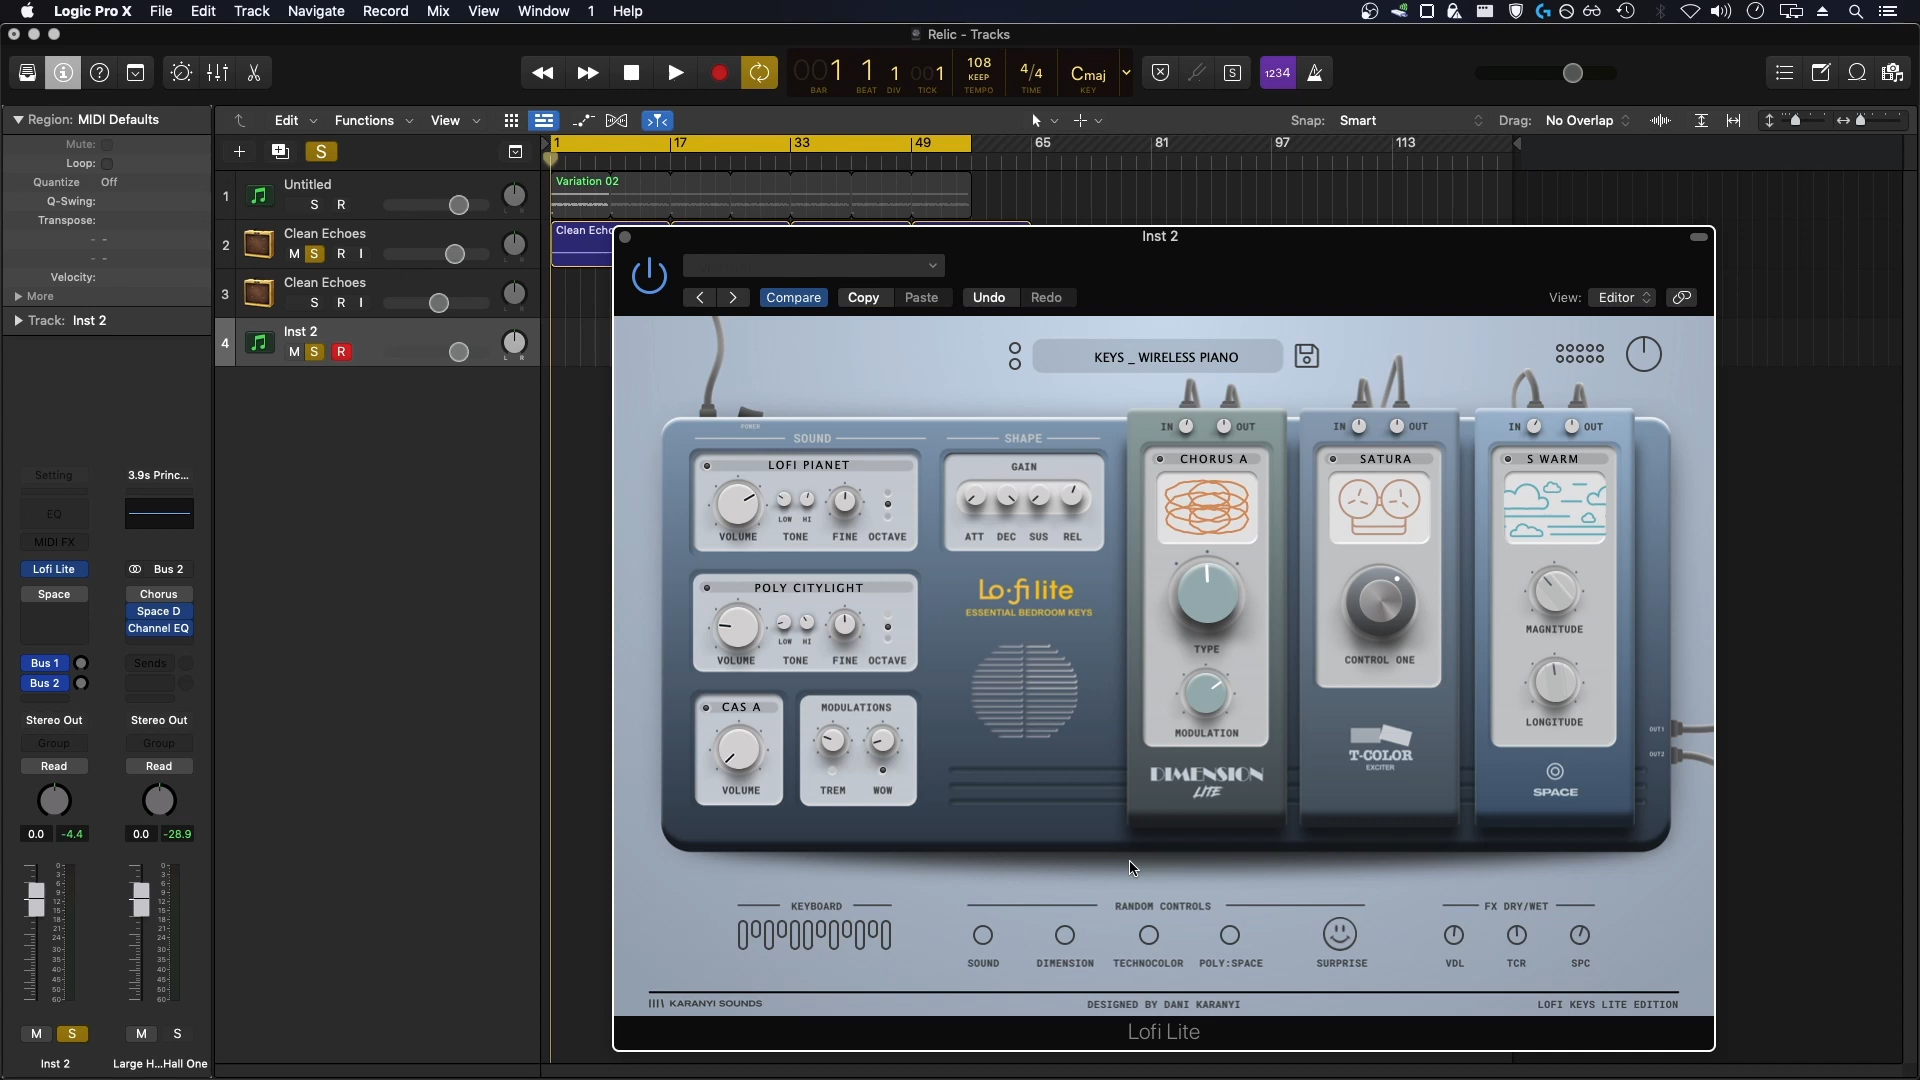 Logic Pro X File Edit Track Navigate Record Mix View Window 1 Help
Relic - Tracks
001 1 1 001
BAR BEAT DIV TICK
108
KEEP
TEMPO
4/4
TIME
Cmaj
KEY
1234
Region: MIDI Defaults
Mute:
Loop:
Quantize Off
Q-Swing:
Transpose:
Velocity:
More
Track: Inst 2
Edit Functions View
Snap: Smart Drag: No Overlap
S
1 17 33 49 65 81 97 113
1 Untitled
S R
2 Clean Echoes
M S R I
3 Clean Echoes
S R I
4 Inst 2
M S R
Variation 02
Clean Echo
Setting 3.9s Princ...
EQ
MIDI FX
Lofi Lite Bus 2
Space Chorus
Space D
Channel EQ
Bus 1 Sends
Bus 2
Stereo Out Stereo Out
Group Group
Read Read
0.0 -4.4 0.0 -28.9
M S M S
Inst 2 Large H...Hall One
Inst 2
Compare Copy Paste Undo Redo
View: Editor
KEYS _ WIRELESS PIANO
POWER
SOUND SHAPE
LOFI PIANET
LOW HI
VOLUME TONE FINE OCTAVE
GAIN
ATT DEC SUS REL
POLY CITYLIGHT
LOW HI
VOLUME TONE FINE OCTAVE
Lo-fi lite
ESSENTIAL BEDROOM KEYS
CAS A
VOLUME
MODULATIONS
TREM WOW
IN OUT
CHORUS A
TYPE
MODULATION
DIMENSION
LITE
IN OUT
SATURA
CONTROL ONE
T-COLOR
EXCITER
IN OUT
S WARM
MAGNITUDE
LONGITUDE
SPACE
OUT1
OUT2
KEYBOARD
RANDOM CONTROLS
SOUND DIMENSION TECHNOCOLOR POLY:SPACE SURPRISE
FX DRY/WET
VDL TCR SPC
KARANYI SOUNDS
DESIGNED BY DANI KARANYI
LOFI KEYS LITE EDITION
Lofi Lite